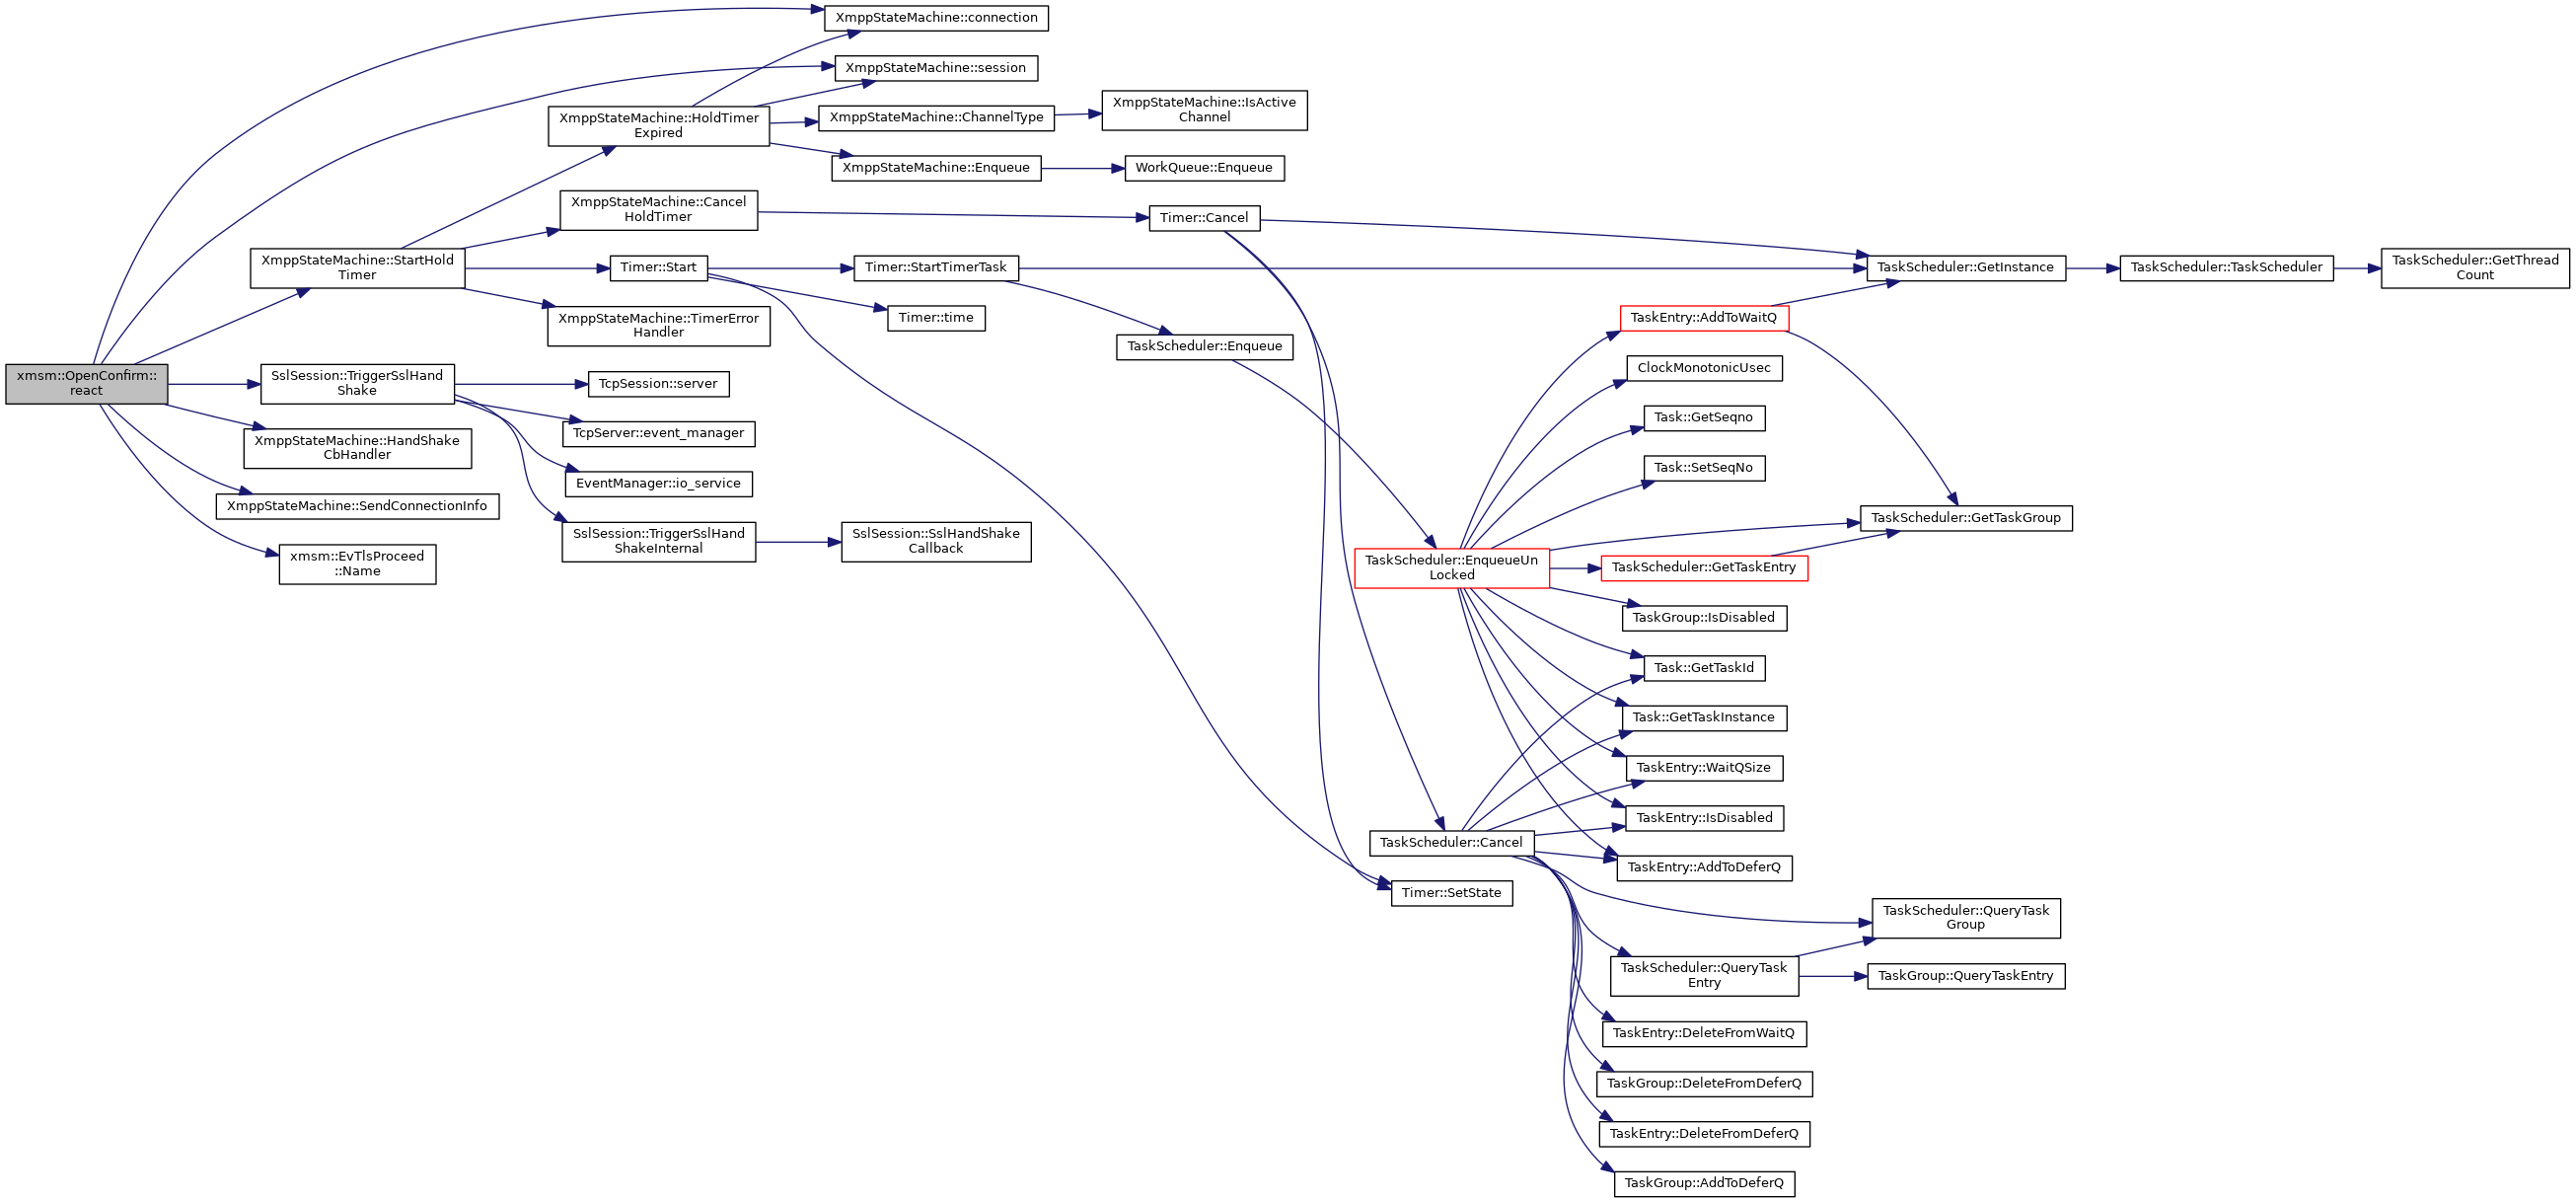 XmppStateMachine::connection
XmppStateMachine::session
XmppStateMachine::HoldTimer
Expired
XmppStateMachine::ChannelType
XmppStateMachine::IsActive
Channel
XmppStateMachine::Enqueue
WorkQueue::Enqueue
XmppStateMachine::Cancel
HoldTimer
Timer::Cancel
XmppStateMachine::StartHold
Timer
Timer::Start
Timer::StartTimerTask
TaskScheduler::GetInstance
TaskScheduler::TaskScheduler
TaskScheduler::GetThread
Count
XmppStateMachine::TimerError
Handler
Timer::time
TaskEntry::AddToWaitQ
TaskScheduler::Enqueue
ClockMonotonicUsec
xmsm::OpenConfirm::
react
SslSession::TriggerSslHand
Shake
TcpSession::server
Task::GetSeqno
TcpServer::event_manager
XmppStateMachine::HandShake
CbHandler
Task::SetSeqNo
EventManager::io_service
XmppStateMachine::SendConnectionInfo
TaskScheduler::GetTaskGroup
SslSession::TriggerSslHand
ShakeInternal
SslSession::SslHandShake
Callback
xmsm::EvTlsProceed
::Name
TaskScheduler::EnqueueUn
Locked
TaskScheduler::GetTaskEntry
TaskGroup::IsDisabled
Task::GetTaskId
Task::GetTaskInstance
TaskEntry::WaitQSize
TaskEntry::IsDisabled
TaskScheduler::Cancel
TaskEntry::AddToDeferQ
Timer::SetState
TaskScheduler::QueryTask
Group
TaskScheduler::QueryTask
Entry
TaskGroup::QueryTaskEntry
TaskEntry::DeleteFromWaitQ
TaskGroup::DeleteFromDeferQ
TaskEntry::DeleteFromDeferQ
TaskGroup::AddToDeferQ